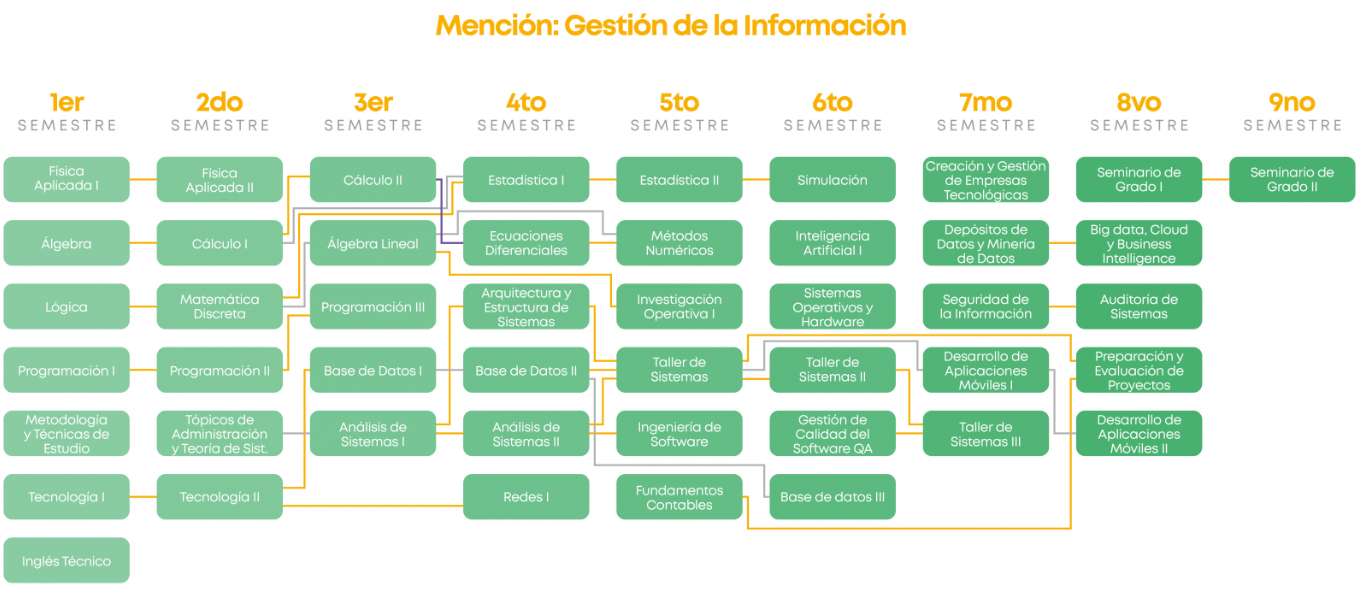 Mención: Gestión de la Información
1er
SEMESTRE
2do
SEMESTRE
3er
SEMESTRE
4to
SEMESTRE
5to
SEMESTRE
6to
SEMESTRE
7mo
SEMESTRE
8vo
SEMESTRE
9no
SEMESTRE
Física
Aplicada I
Álgebra
Lógica
Programación I
Metodología
y Técnicas de
Estudio
Tecnología I
Inglés Técnico
Física
Aplicada II
Cálculo I
Matemática
Discreta
Programación II
Tópicos de
Administración
y Teoría de Sist.
Tecnología II
Cálculo II
Álgebra Lineal
Programación III
Base de Datos I
Análisis de
Sistemas I
Estadística I
Ecuaciones
Diferenciales
Arquitectura y
Estructura de
Sistemas
Base de Datos II
Análisis de
Sistemas II
Redes I
Estadística II
Métodos
Numéricos
Investigación
Operativa I
Taller de
Sistemas
Ingeniería de
Software
Fundamentos
Contables
Simulación
Inteligencia
Artificial I
Sistemas
Operativos y
Hardware
Taller de
Sistemas II
Gestión de
Calidad del
Software QA
Base de datos III
Creación y Gestión
de Empresas
Tecnológicas
Depósitos de
Datos y Minería
de Datos
Seguridad de
la Información
Desarrollo de
Aplicaciones
Móviles I
Taller de
Sistemas III
Seminario de
Grado I
Big data, Cloud
y Business
Intelligence
Auditoría de
Sistemas
Preparación y
Evaluación de
Proyectos
Desarrollo de
Aplicaciones
Móviles II
Seminario de
Grado II